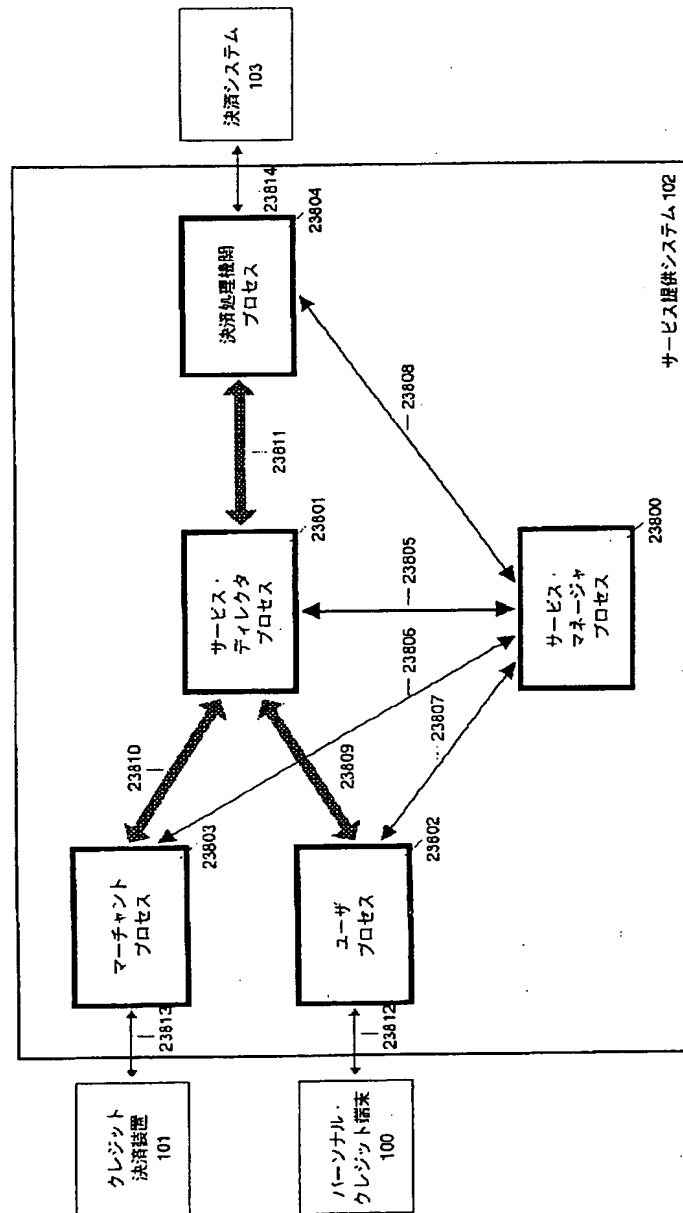 クレジット
決済装置
101
23813
マーチャント
プロセス
23803
23810
23806
パーソナル・
クレジット端末
100
23812
ユーザ
プロセス
23802
23809
23807
サービス・
ディレクタ
プロセス
23801
23805
サービス・
マネージャ
プロセス
23800
23811
23808
決済処理機関
プロセス
23804
23814
決済システム
103
サービス提供システム 102